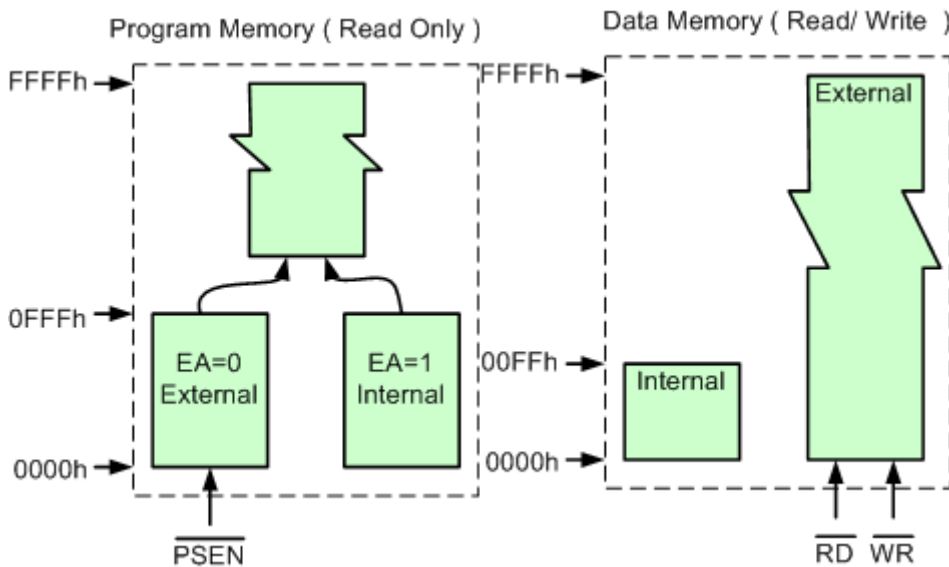 Program Memory ( Read Only )
FFFFh
0FFFh
EA=0
External
EA=1
Internal
0000h
PSEN
Data Memory ( Read/ Write )
FFFFh
External
00FFh
Internal
0000h
RD WR